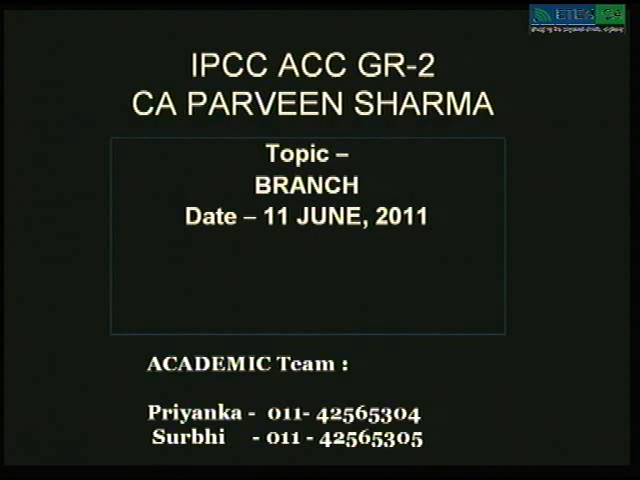 IPCC ACC GR-2
CA PARVEEN SHARMA
Topic –
BRANCH
Date – 11 JUNE, 2011
ACADEMIC Team :
Priyanka - 011- 42565304
Surbhi - 011 - 42565305